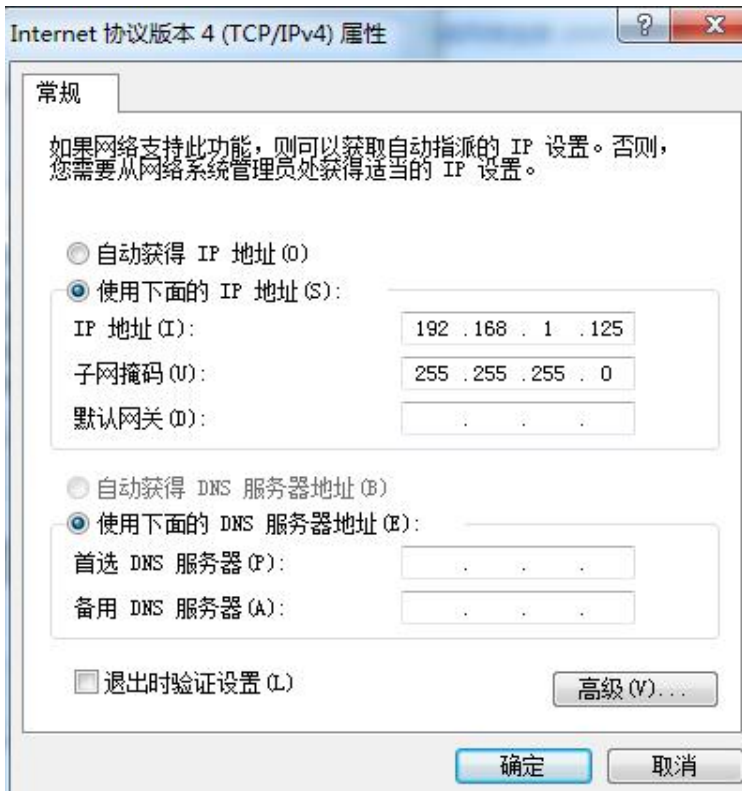 Internet 协议版本 4 (TCP/IPv4) 属性
常规
如果网络支持此功能，则可以获取自动指派的 IP 设置。否则，
您需要从网络系统管理员处获得适当的 IP 设置。
自动获得 IP 地址(O)
使用下面的 IP 地址(S):
IP 地址(I): 192 .168 . 1 .125
子网掩码(U): 255 .255 .255 . 0
默认网关(D): . . .
自动获得 DNS 服务器地址(B)
使用下面的 DNS 服务器地址(E):
首选 DNS 服务器(P): . . .
备用 DNS 服务器(A): . . .
退出时验证设置(L)
高级(V)...
确定 取消